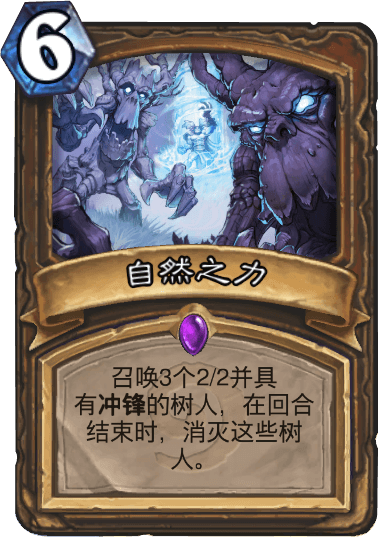 6
自然之力
召唤3个2/2并具
有冲锋的树人，在回合
结束时，消灭这些树
人。